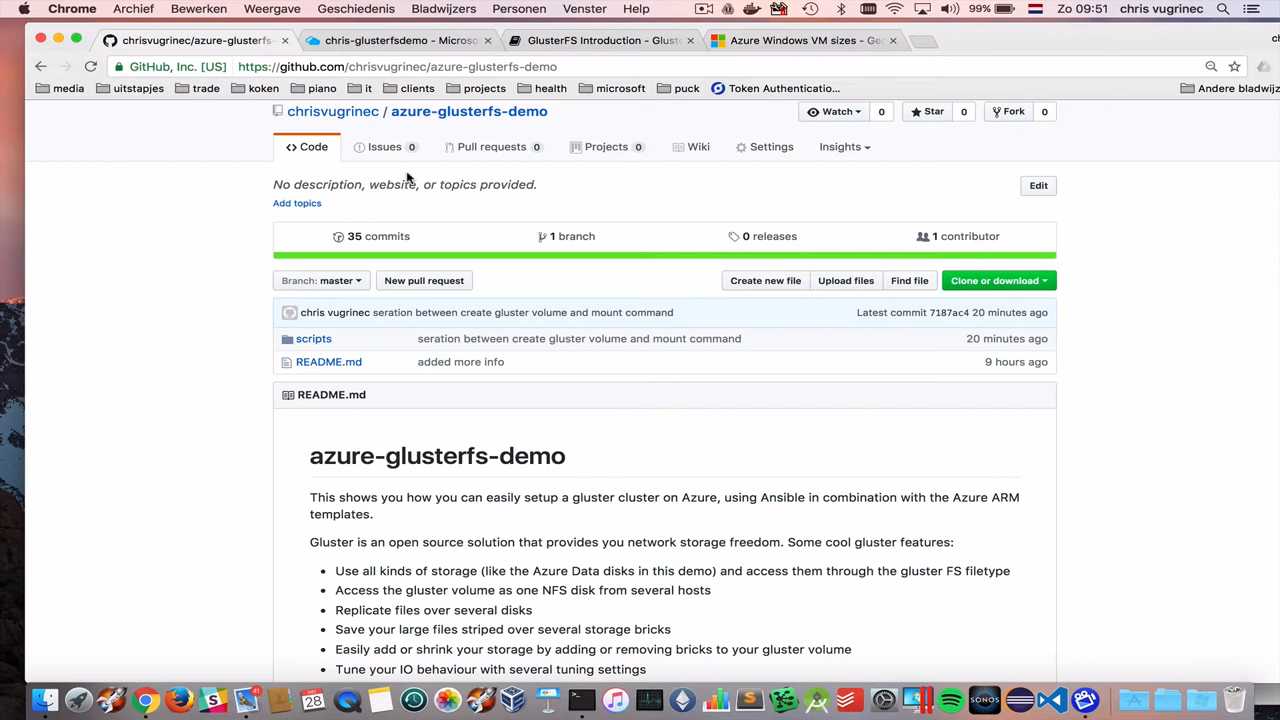 Chrome Archief Bewerken Weergave Geschiedenis Bladwijzers Personen Venster Help 99% Zo 09:51 chris vugrinec
chrisvugrinec/azure-glusterfs- chris-glusterfsdemo - Microso GlusterFS Introduction - Glust Azure Windows VM sizes - Gen ch
GitHub, Inc. [US] https://github.com/chrisvugrinec/azure-glusterfs-demo
media uitstapjes trade koken piano it clients projects health microsoft puck Token Authenticatio... Andere bladwijz
chrisvugrinec / azure-glusterfs-demo Watch 0 Star 0 Fork 0
Code Issues 0 Pull requests 0 Projects 0 Wiki Settings Insights
No description, website, or topics provided. Edit
Add topics
35 commits 1 branch 0 releases 1 contributor
Branch: master New pull request Create new file Upload files Find file Clone or download
chris vugrinec seration between create gluster volume and mount command Latest commit 7187ac4 20 minutes ago
scripts seration between create gluster volume and mount command 20 minutes ago
README.md added more info 9 hours ago
README.md
azure-glusterfs-demo
This shows you how you can easily setup a gluster cluster on Azure, using Ansible in combination with the Azure ARM
templates.
Gluster is an open source solution that provides you network storage freedom. Some cool gluster features:
• Use all kinds of storage (like the Azure Data disks in this demo) and access them through the gluster FS filetype
• Access the gluster volume as one NFS disk from several hosts
• Replicate files over several disks
• Save your large files striped over several storage bricks
• Easily add or shrink your storage by adding or removing bricks to your gluster volume
• Tune your IO behaviour with several tuning settings
41
28
SONOS